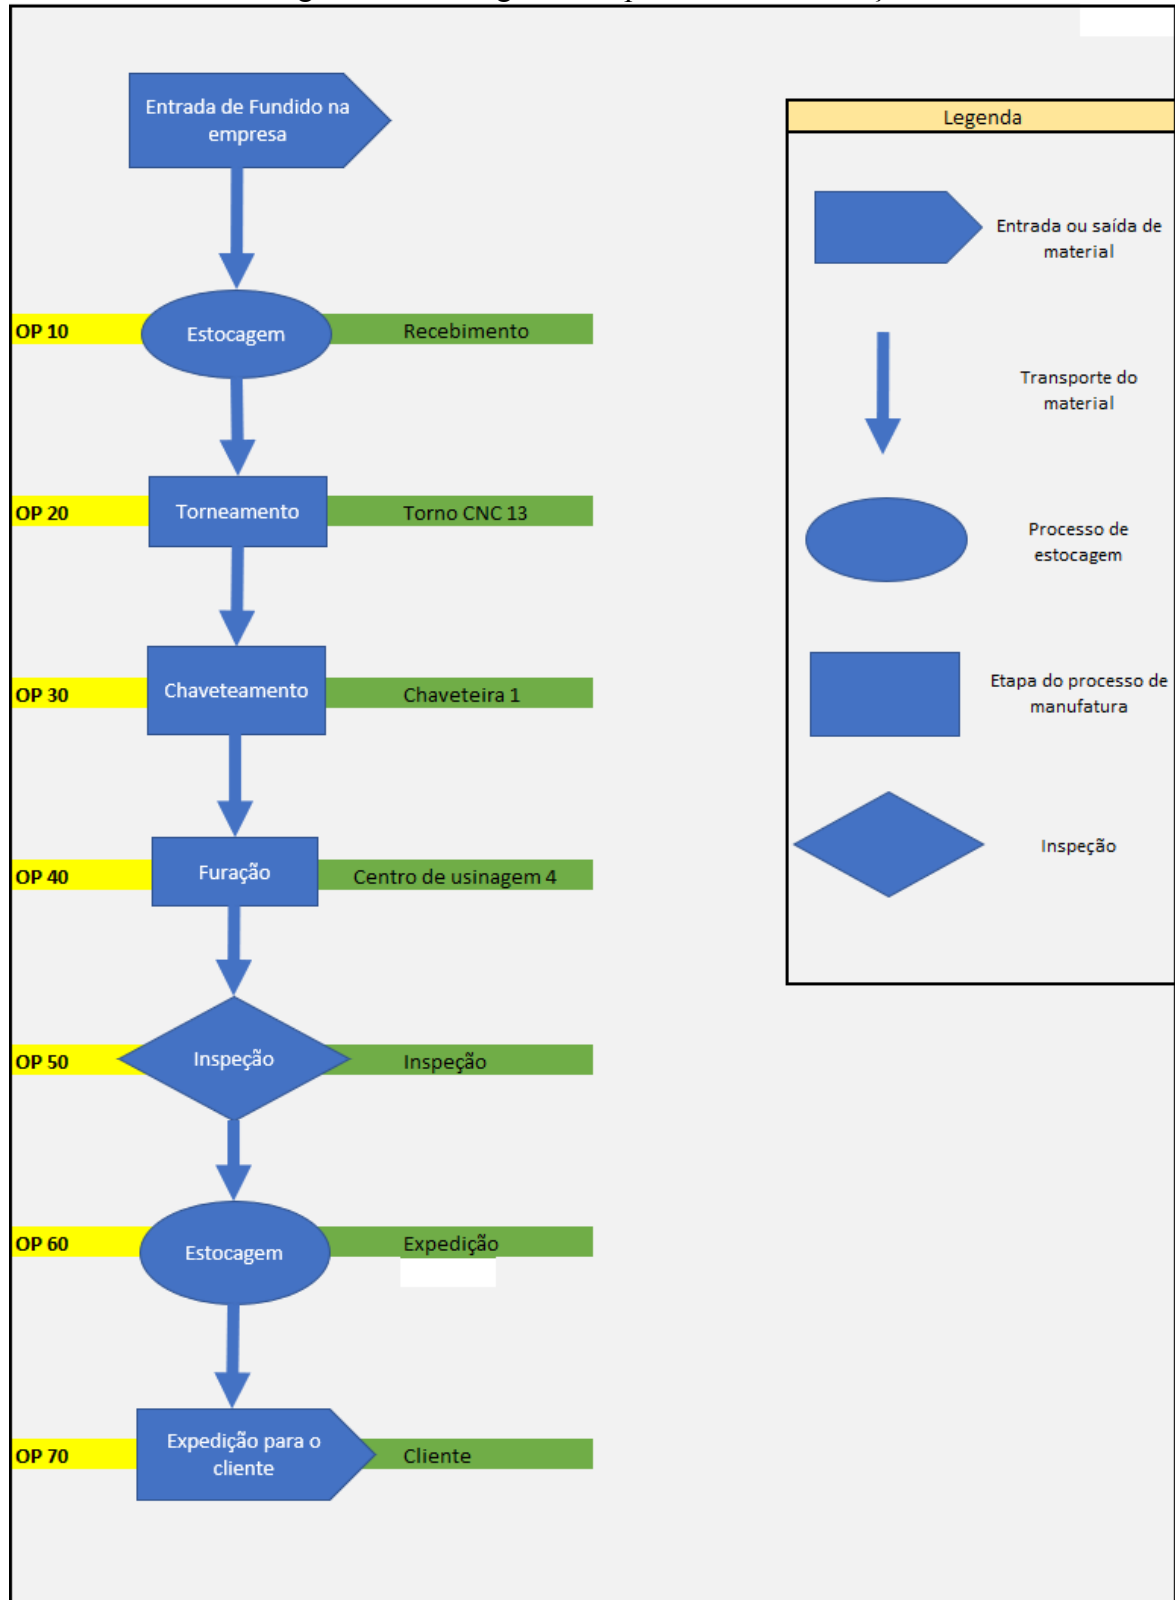 Entrada de Fundido na
empresa
Legenda
Entrada ou saída de
material
OP 10
Estocagem
Recebimento
Transporte do
material
OP 20
Torneamento
Torno CNC 13
Processo de
estocagem
OP 30
Chaveteamento
Chaveteira 1
Etapa do processo de
manufatura
OP 40
Furação
Centro de usinagem 4
Inspeção
OP 50
Inspeção
Inspeção
OP 60
Estocagem
Expedição
OP 70
Expedição para o
cliente
Cliente